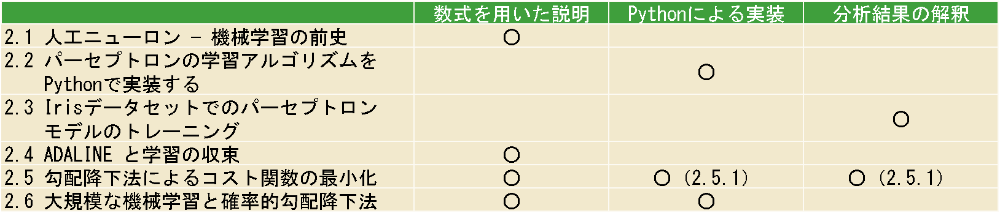 数式を用いた説明 Pythonによる実装 分析結果の解釈
2.1 人工ニューロン － 機械学習の前史 ○
2.2 パーセプトロンの学習アルゴリズムを
Pythonで実装する ○
2.3 Irisデータセットでのパーセプトロン
モデルのトレーニング ○
2.4 ADALINE と学習の収束 ○
2.5 勾配降下法によるコスト関数の最小化 ○ ○（2.5.1） ○（2.5.1）
2.6 大規模な機械学習と確率的勾配降下法 ○ ○